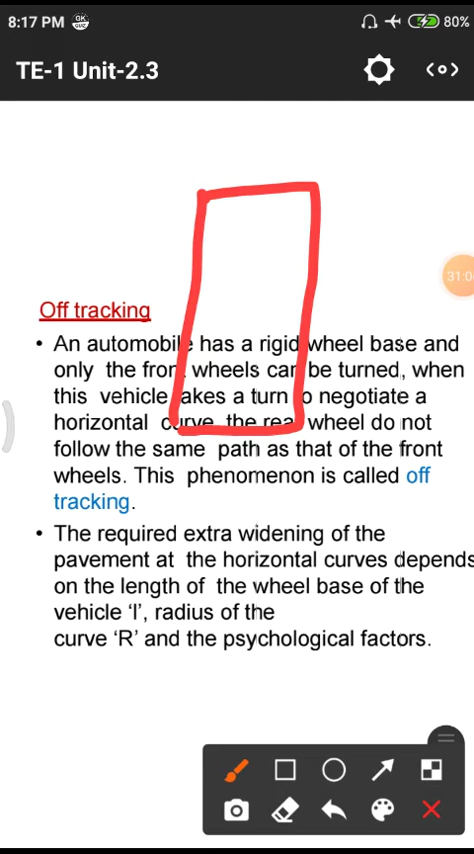 8:17 PM GK
80%
TE-1 Unit-2.3
31:0
Off tracking
• An automobile has a rigid wheel base and
only the front wheels can be turned, when
this vehicle takes a turn to negotiate a
horizontal curve, the rear wheel do not
follow the same path as that of the front
wheels. This phenomenon is called off
tracking.
• The required extra widening of the
pavement at the horizontal curves depends
on the length of the wheel base of the
vehicle ‘l’, radius of the
curve ‘R’ and the psychological factors.